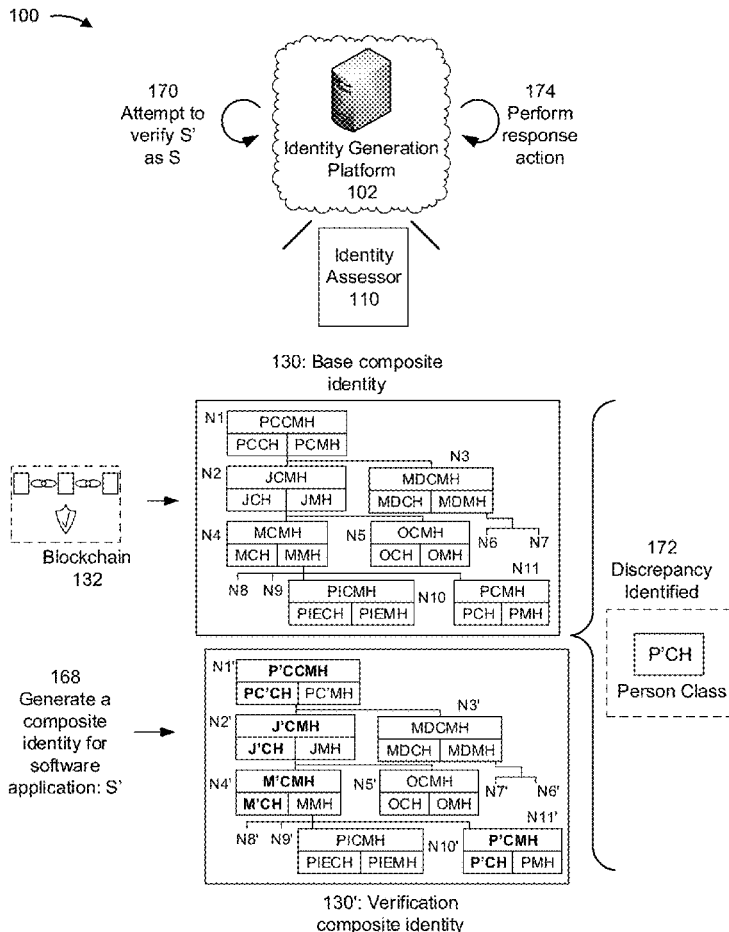 100
170
Attempt to
verify S'
as S
Identity Generation
Platform
102
174
Perform
response
action
Identity
Assessor
110
130: Base composite
identity
N1
PCCMH
PCCH PCMH
N2
JCMH
JCH JMH
N3
MDCMH
MDCH MDMH
N4
MCMH
MCH MMH
N5
OCMH
OCH OMH
N6 N7
N8 N9
PICMH
PIECH PIEMH
N10
N11
PCMH
PCH PMH
Blockchain
132
172
Discrepancy
Identified
P'CH
Person Class
168
Generate a
composite
identity for
software
application: S'
N1'
P'CCMH
PC'CH PC'MH
N2'
J'CMH
J'CH JMH
N3'
MDCMH
MDCH MDMH
N4'
M'CMH
M'CH MMH
N5'
OCMH
OCH OMH
N7' N6'
N8' N9'
PICMH
PIECH PIEMH
N10'
N11'
P'CMH
P'CH PMH
130': Verification
composite identity